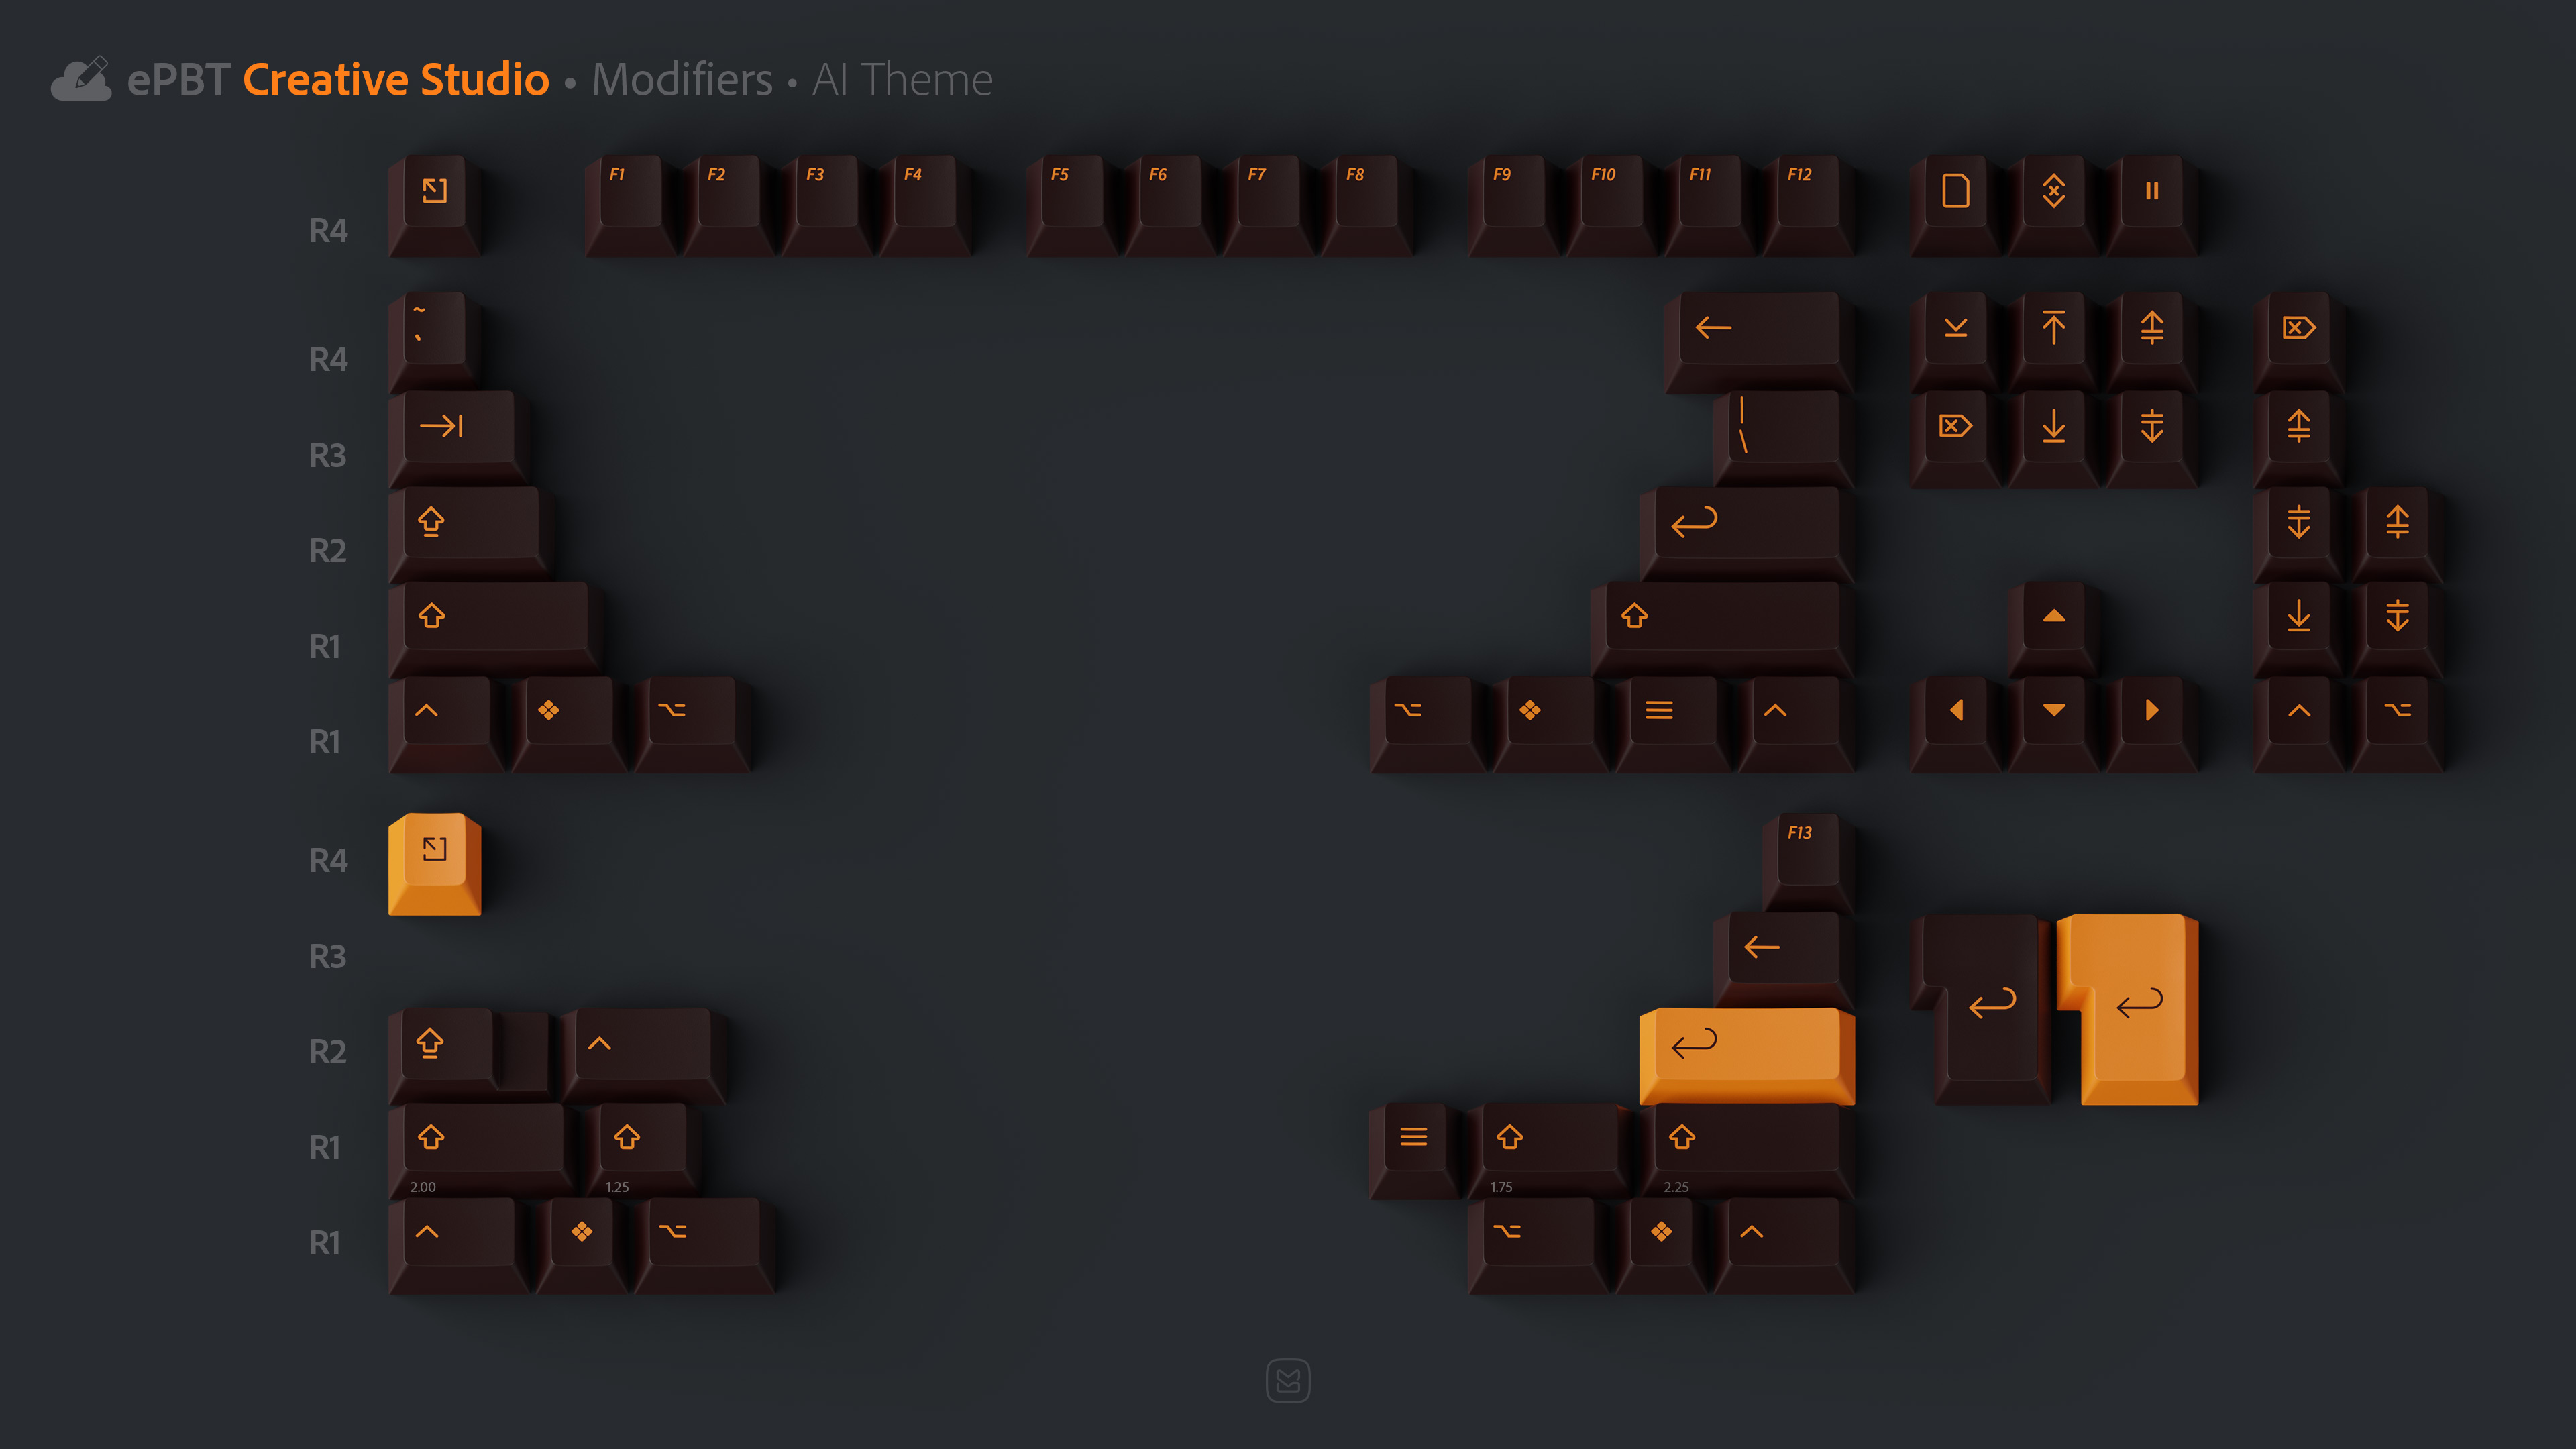 ePBT Creative Studio • Modifiers • AI Theme
R4 F1 F2 F3 F4 F5 F6 F7 F8 F9 F10 F11 F12
R4 ~ `
R3 | \
R2
R1
R1
R4 F13
R3
R2
R1 2.00 1.25 1.75 2.25
R1